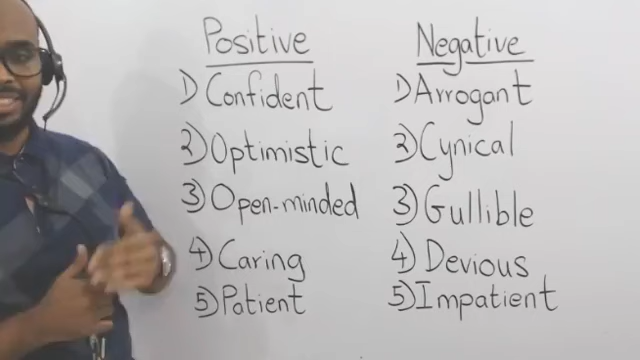 Positive
1) Confident
2) Optimistic
3) Open-minded
4) Caring
5) Patient
Negative
1) Arrogant
2) Cynical
3) Gullible
4) Devious
5) Impatient